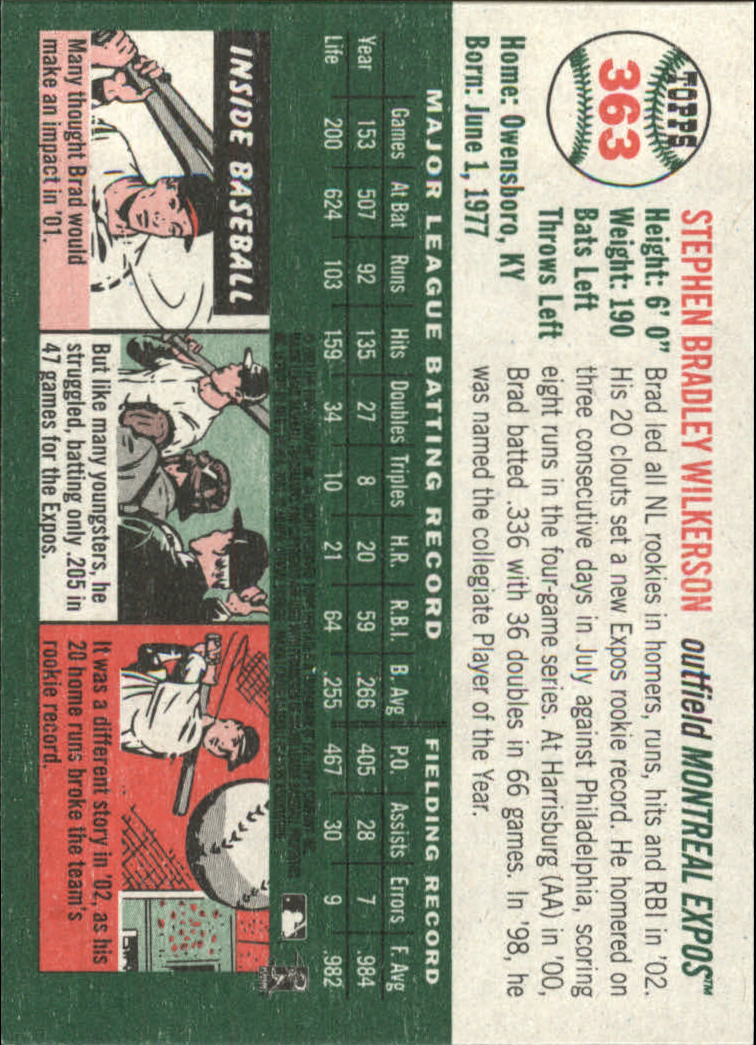 TOPPS
363
STEPHEN BRADLEY WILKERSON outfield MONTREAL EXPOS™
Height: 6' 0"
Weight: 190
Bats Left
Throws Left
Home: Owensboro, KY
Born: June 1, 1977
Brad led all NL rookies in homers, runs, hits and RBI in '02.
His 20 clouts set a new Expos rookie record. He homered on
three consecutive days in July against Philadelphia, scoring
eight runs in the four-game series. At Harrisburg (AA) in '00,
Brad batted .336 with 36 doubles in 66 games. In '98, he
was named the collegiate Player of the Year.
MAJOR LEAGUE BATTING RECORD FIELDING RECORD
Games At Bat Runs Hits Doubles Triples H.R. R.B.I. B. Avg P.O. Assists Errors F. Avg
Year 153 507 92 135 27 8 20 59 .266 405 28 7 .984
Life 200 624 103 159 34 10 21 64 .255 467 30 9 .982
INSIDE BASEBALL
Many thought Brad would
make an impact in '01.
But like many youngsters, he
struggled, batting only .205 in
47 games for the Expos.
It was a different story in '02, as his
20 home runs broke the team's
rookie record.